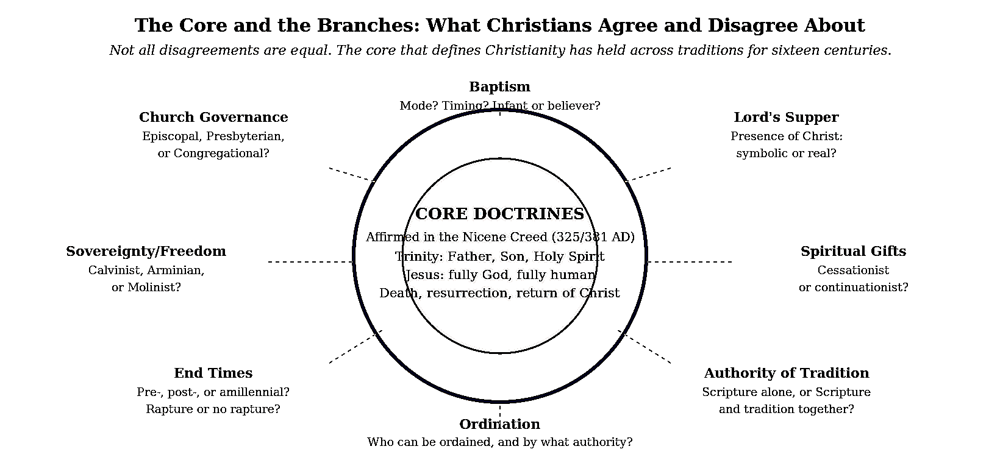 The Core and the Branches: What Christians Agree and Disagree About
Not all disagreements are equal. The core that defines Christianity has held across traditions for sixteen centuries.
Baptism
Mode? Timing? Infant or believer?
Church Governance
Episcopal, Presbyterian,
or Congregational?
Lord's Supper
Presence of Christ:
symbolic or real?
CORE DOCTRINES
Affirmed in the Nicene Creed (325/381 AD)
Trinity: Father, Son, Holy Spirit
Jesus: fully God, fully human
Death, resurrection, return of Christ
Sovereignty/Freedom
Calvinist, Arminian,
or Molinist?
Spiritual Gifts
Cessationist
or continuationist?
End Times
Pre-, post-, or amillennial?
Rapture or no rapture?
Authority of Tradition
Scripture alone, or Scripture
and tradition together?
Ordination
Who can be ordained, and by what authority?